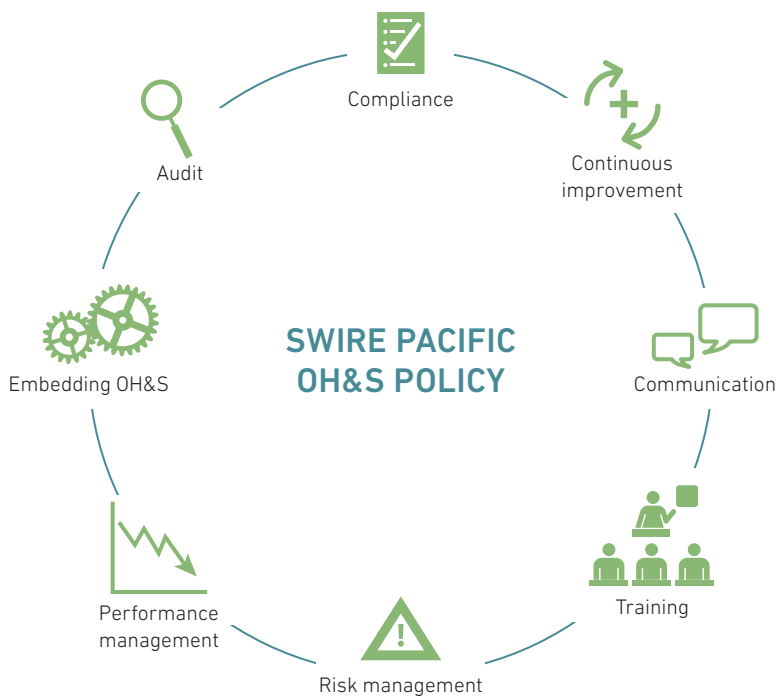 Compliance
Continuous
improvement
Communication
Training
Risk management
Performance
management
Embedding OH&S
Audit
SWIRE PACIFIC
OH&S POLICY